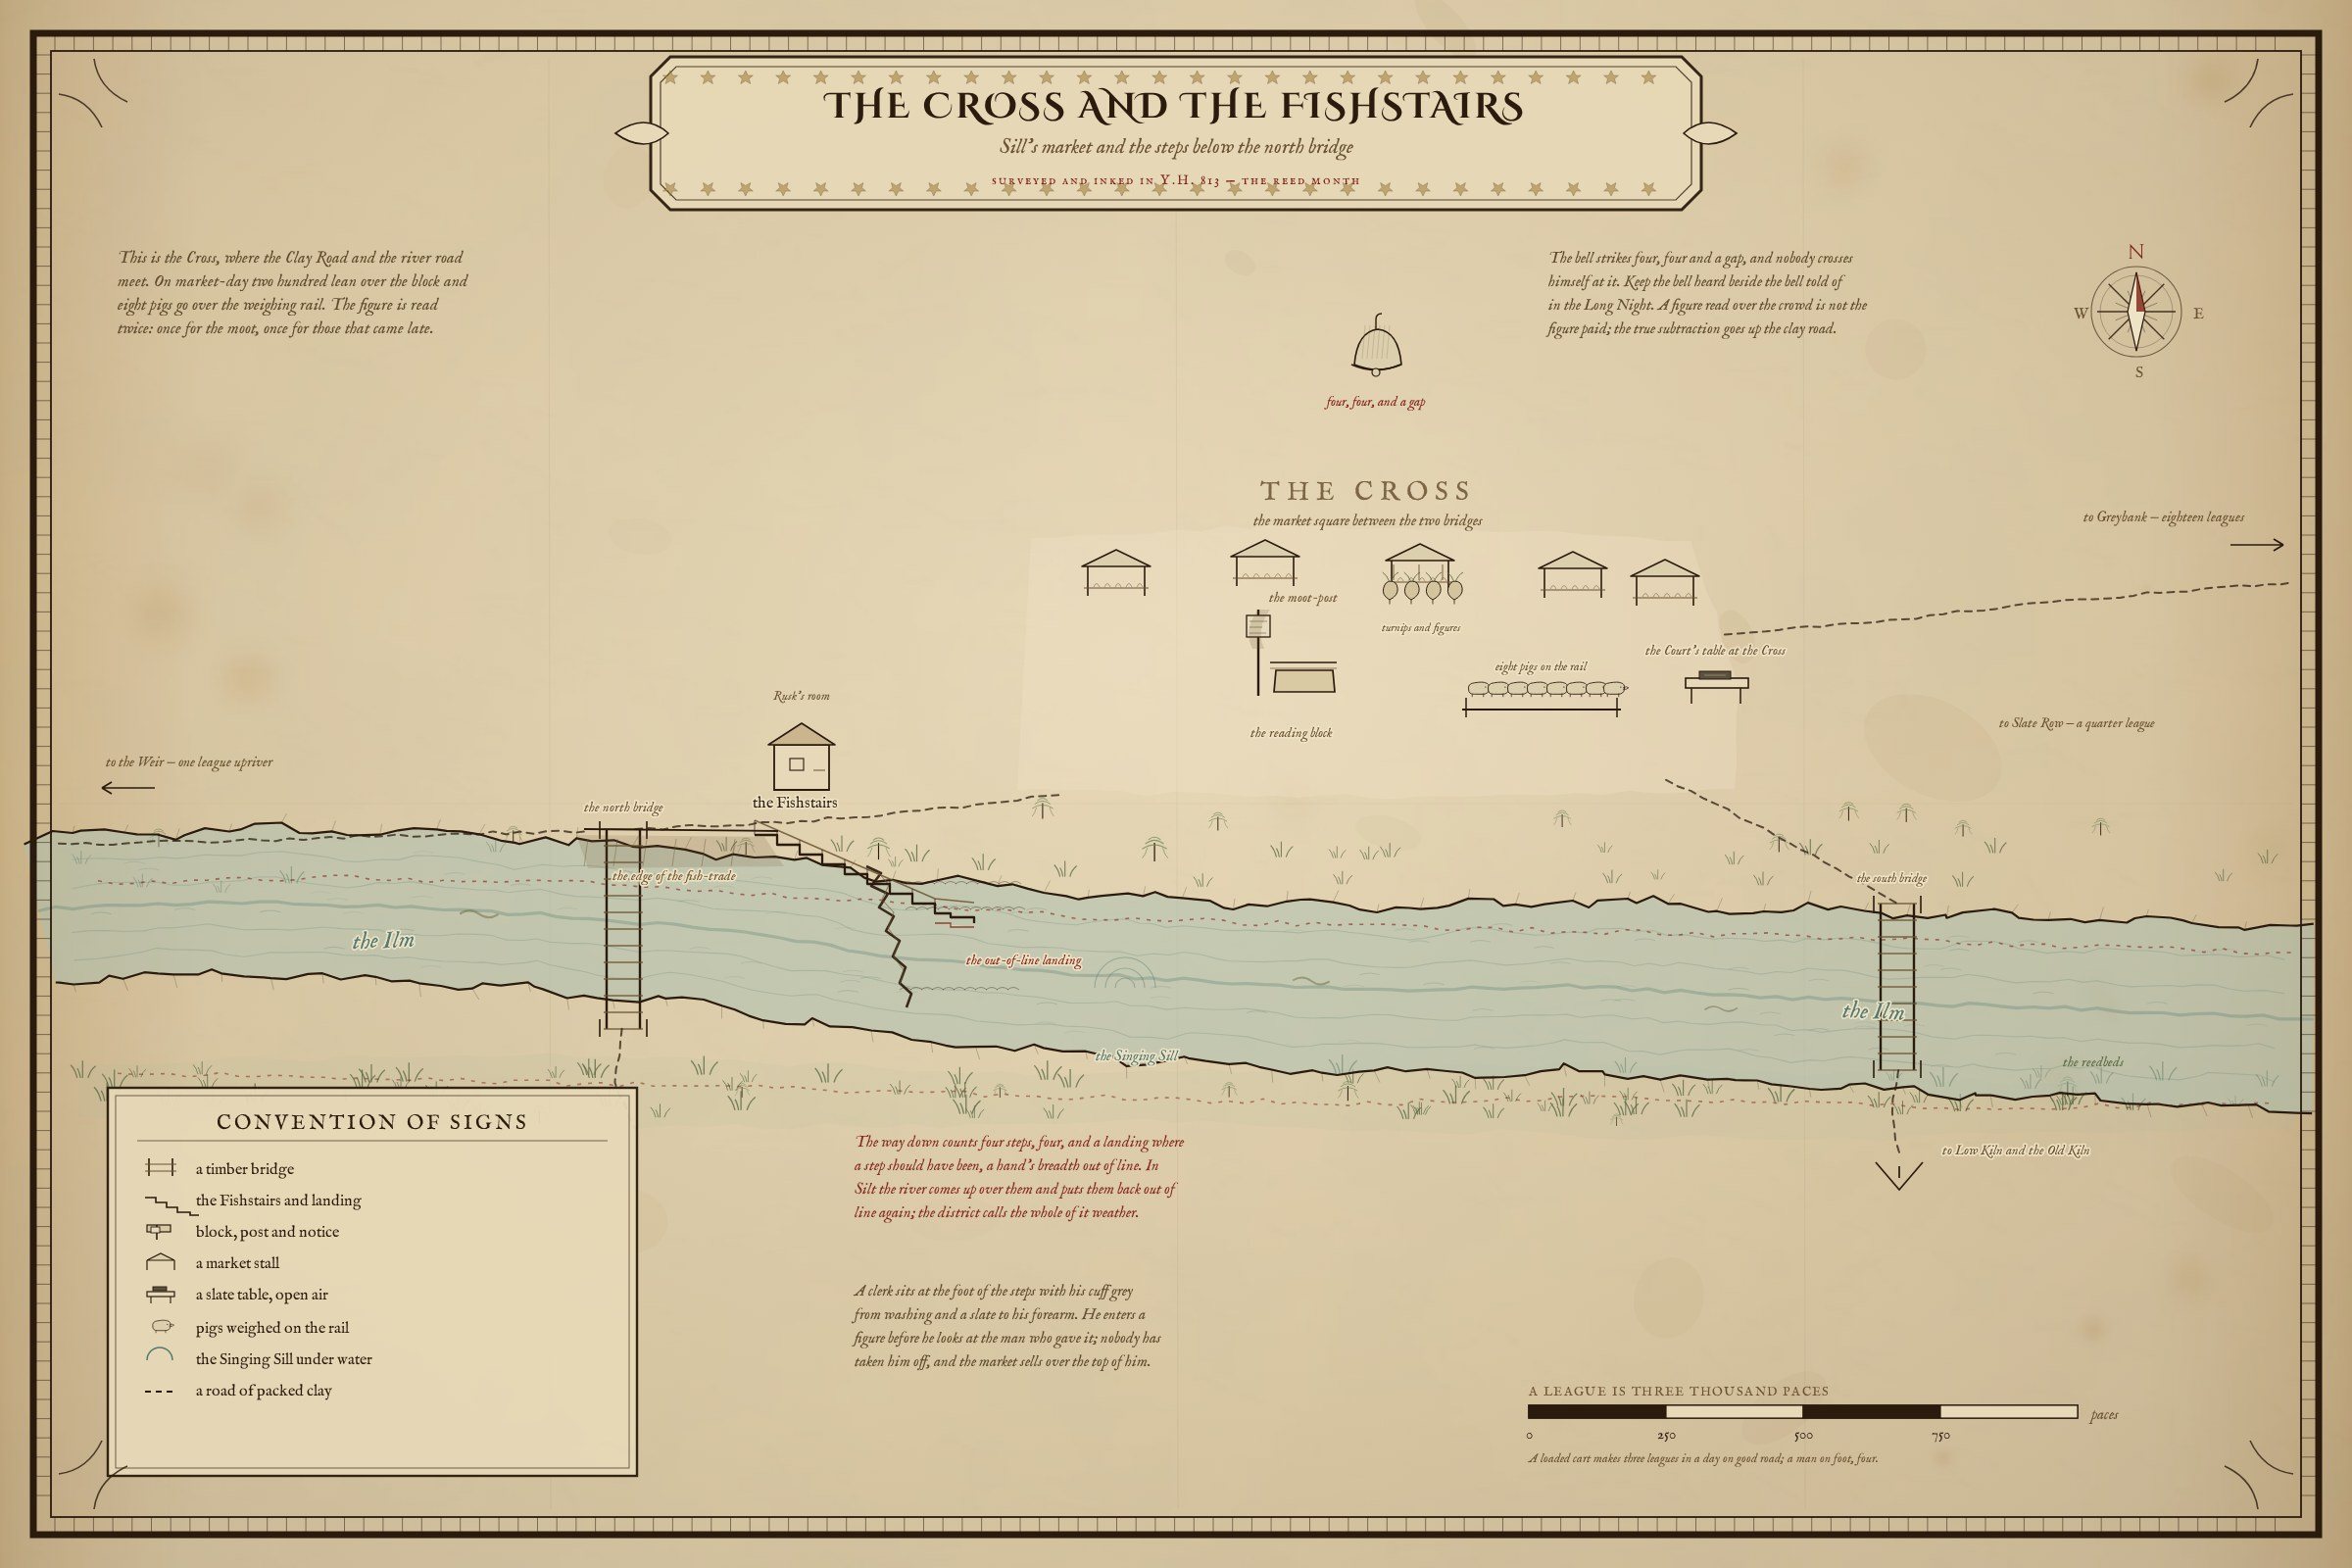 THE CROSS AND THE FISHSTAIRS
Sill's market and the steps below the north bridge
SURVEYED AND INKED IN Y.H. 813 — THE REED MONTH
This is the Cross, where the Clay Road and the river road
meet. On market-day two hundred lean over the block and
eight pigs go over the weighing rail. The figure is read
twice: once for the moot, once for those that came late.
The bell strikes four, four and a gap, and nobody crosses
himself at it. Keep the bell heard beside the bell told of
in the Long Night. A figure read over the crowd is not the
figure paid; the true subtraction goes up the clay road.
N
W
E
S
four, four, and a gap
THE CROSS
the market square between the two bridges
to Greybank — eighteen leagues
the moot-post
turnips and figures
the Court's table at the Cross
eight pigs on the rail
the reading block
to Slate Row — a quarter league
Rusk's room
to the Weir — one league upriver
the Fishstairs
the north bridge
the edge of the fish-trade
the south bridge
the Ilm
the out-of-line landing
the Ilm
the Singing Sill
the reedbeds
to Low Kiln and the Old Kiln
The way down counts four steps, four, and a landing where
a step should have been, a hand's breadth out of line. In
Silt the river comes up over them and puts them back out of
line again; the district calls the whole of it weather.
A clerk sits at the foot of the steps with his cuff grey
from washing and a slate to his forearm. He enters a
figure before he looks at the man who gave it; nobody has
taken him off, and the market sells over the top of him.
CONVENTION OF SIGNS
a timber bridge
the Fishstairs and landing
block, post and notice
a market stall
a slate table, open air
pigs weighed on the rail
the Singing Sill under water
a road of packed clay
A LEAGUE IS THREE THOUSAND PACES
paces
0 250 500 750
A loaded cart makes three leagues in a day on good road; a man on foot, four.